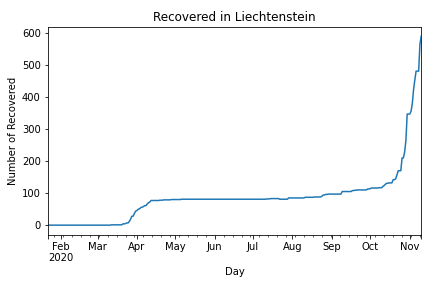 Recovered in Liechtenstein
Number of Recovered
600
500
400
300
200
100
0
Feb Mar Apr May Jun Jul Aug Sep Oct Nov
2020
Day